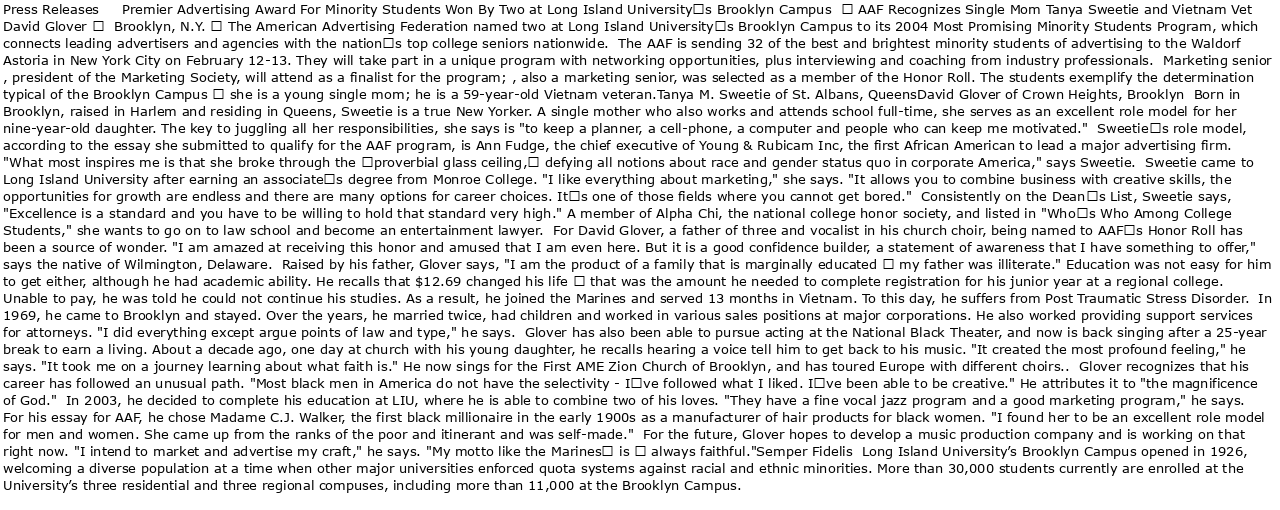 Press Releases     Premier Advertising Award For Minority Students Won By Two at Long Island University□s Brooklyn Campus  □ AAF Recognizes Single Mom Tanya Sweetie and Vietnam Vet
David Glover □  Brooklyn, N.Y. □ The American Advertising Federation named two at Long Island University□s Brooklyn Campus to its 2004 Most Promising Minority Students Program, which
connects leading advertisers and agencies with the nation□s top college seniors nationwide.  The AAF is sending 32 of the best and brightest minority students of advertising to the Waldorf
Astoria in New York City on February 12-13. They will take part in a unique program with networking opportunities, plus interviewing and coaching from industry professionals.  Marketing senior
, president of the Marketing Society, will attend as a finalist for the program; , also a marketing senior, was selected as a member of the Honor Roll. The students exemplify the determination
typical of the Brooklyn Campus □ she is a young single mom; he is a 59-year-old Vietnam veteran.Tanya M. Sweetie of St. Albans, QueensDavid Glover of Crown Heights, Brooklyn  Born in
Brooklyn, raised in Harlem and residing in Queens, Sweetie is a true New Yorker. A single mother who also works and attends school full-time, she serves as an excellent role model for her
nine-year-old daughter. The key to juggling all her responsibilities, she says is "to keep a planner, a cell-phone, a computer and people who can keep me motivated."  Sweetie□s role model,
according to the essay she submitted to qualify for the AAF program, is Ann Fudge, the chief executive of Young & Rubicam Inc, the first African American to lead a major advertising firm.
"What most inspires me is that she broke through the □proverbial glass ceiling,□ defying all notions about race and gender status quo in corporate America," says Sweetie.  Sweetie came to
Long Island University after earning an associate□s degree from Monroe College. "I like everything about marketing," she says. "It allows you to combine business with creative skills, the
opportunities for growth are endless and there are many options for career choices. It□s one of those fields where you cannot get bored."  Consistently on the Dean□s List, Sweetie says,
"Excellence is a standard and you have to be willing to hold that standard very high." A member of Alpha Chi, the national college honor society, and listed in "Who□s Who Among College
Students," she wants to go on to law school and become an entertainment lawyer.  For David Glover, a father of three and vocalist in his church choir, being named to AAF□s Honor Roll has
been a source of wonder. "I am amazed at receiving this honor and amused that I am even here. But it is a good confidence builder, a statement of awareness that I have something to offer,"
says the native of Wilmington, Delaware.  Raised by his father, Glover says, "I am the product of a family that is marginally educated □ my father was illiterate." Education was not easy for him
to get either, although he had academic ability. He recalls that $12.69 changed his life □ that was the amount he needed to complete registration for his junior year at a regional college.
Unable to pay, he was told he could not continue his studies. As a result, he joined the Marines and served 13 months in Vietnam. To this day, he suffers from Post Traumatic Stress Disorder.  In
1969, he came to Brooklyn and stayed. Over the years, he married twice, had children and worked in various sales positions at major corporations. He also worked providing support services
for attorneys. "I did everything except argue points of law and type," he says.  Glover has also been able to pursue acting at the National Black Theater, and now is back singing after a 25-year
break to earn a living. About a decade ago, one day at church with his young daughter, he recalls hearing a voice tell him to get back to his music. "It created the most profound feeling," he
says. "It took me on a journey learning about what faith is." He now sings for the First AME Zion Church of Brooklyn, and has toured Europe with different choirs..  Glover recognizes that his
career has followed an unusual path. "Most black men in America do not have the selectivity - I□ve followed what I liked. I□ve been able to be creative." He attributes it to "the magnificence
of God."  In 2003, he decided to complete his education at LIU, where he is able to combine two of his loves. "They have a fine vocal jazz program and a good marketing program," he says.
For his essay for AAF, he chose Madame C.J. Walker, the first black millionaire in the early 1900s as a manufacturer of hair products for black women. "I found her to be an excellent role model
for men and women. She came up from the ranks of the poor and itinerant and was self-made."  For the future, Glover hopes to develop a music production company and is working on that
right now. "I intend to market and advertise my craft," he says. "My motto like the Marines□ is □ always faithful."Semper Fidelis  Long Island University’s Brooklyn Campus opened in 1926,
welcoming a diverse population at a time when other major universities enforced quota systems against racial and ethnic minorities. More than 30,000 students currently are enrolled at the
University’s three residential and three regional compuses, including more than 11,000 at the Brooklyn Campus.